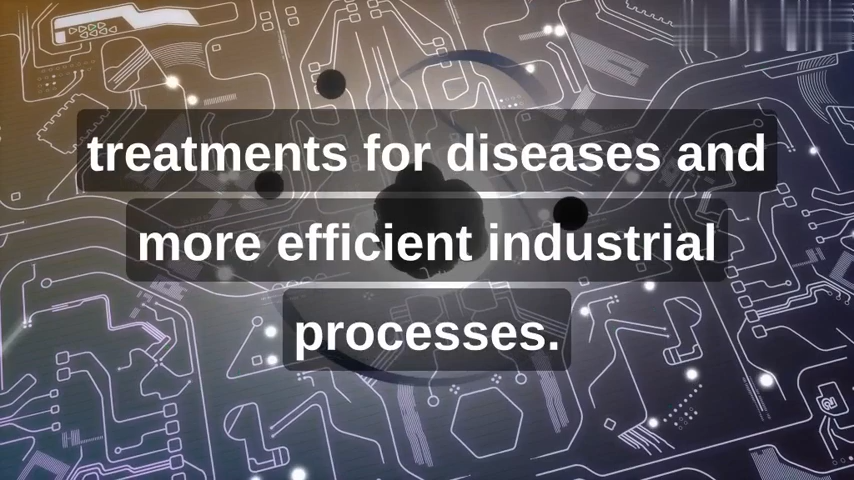 treatments for diseases and
more efficient industrial
processes.